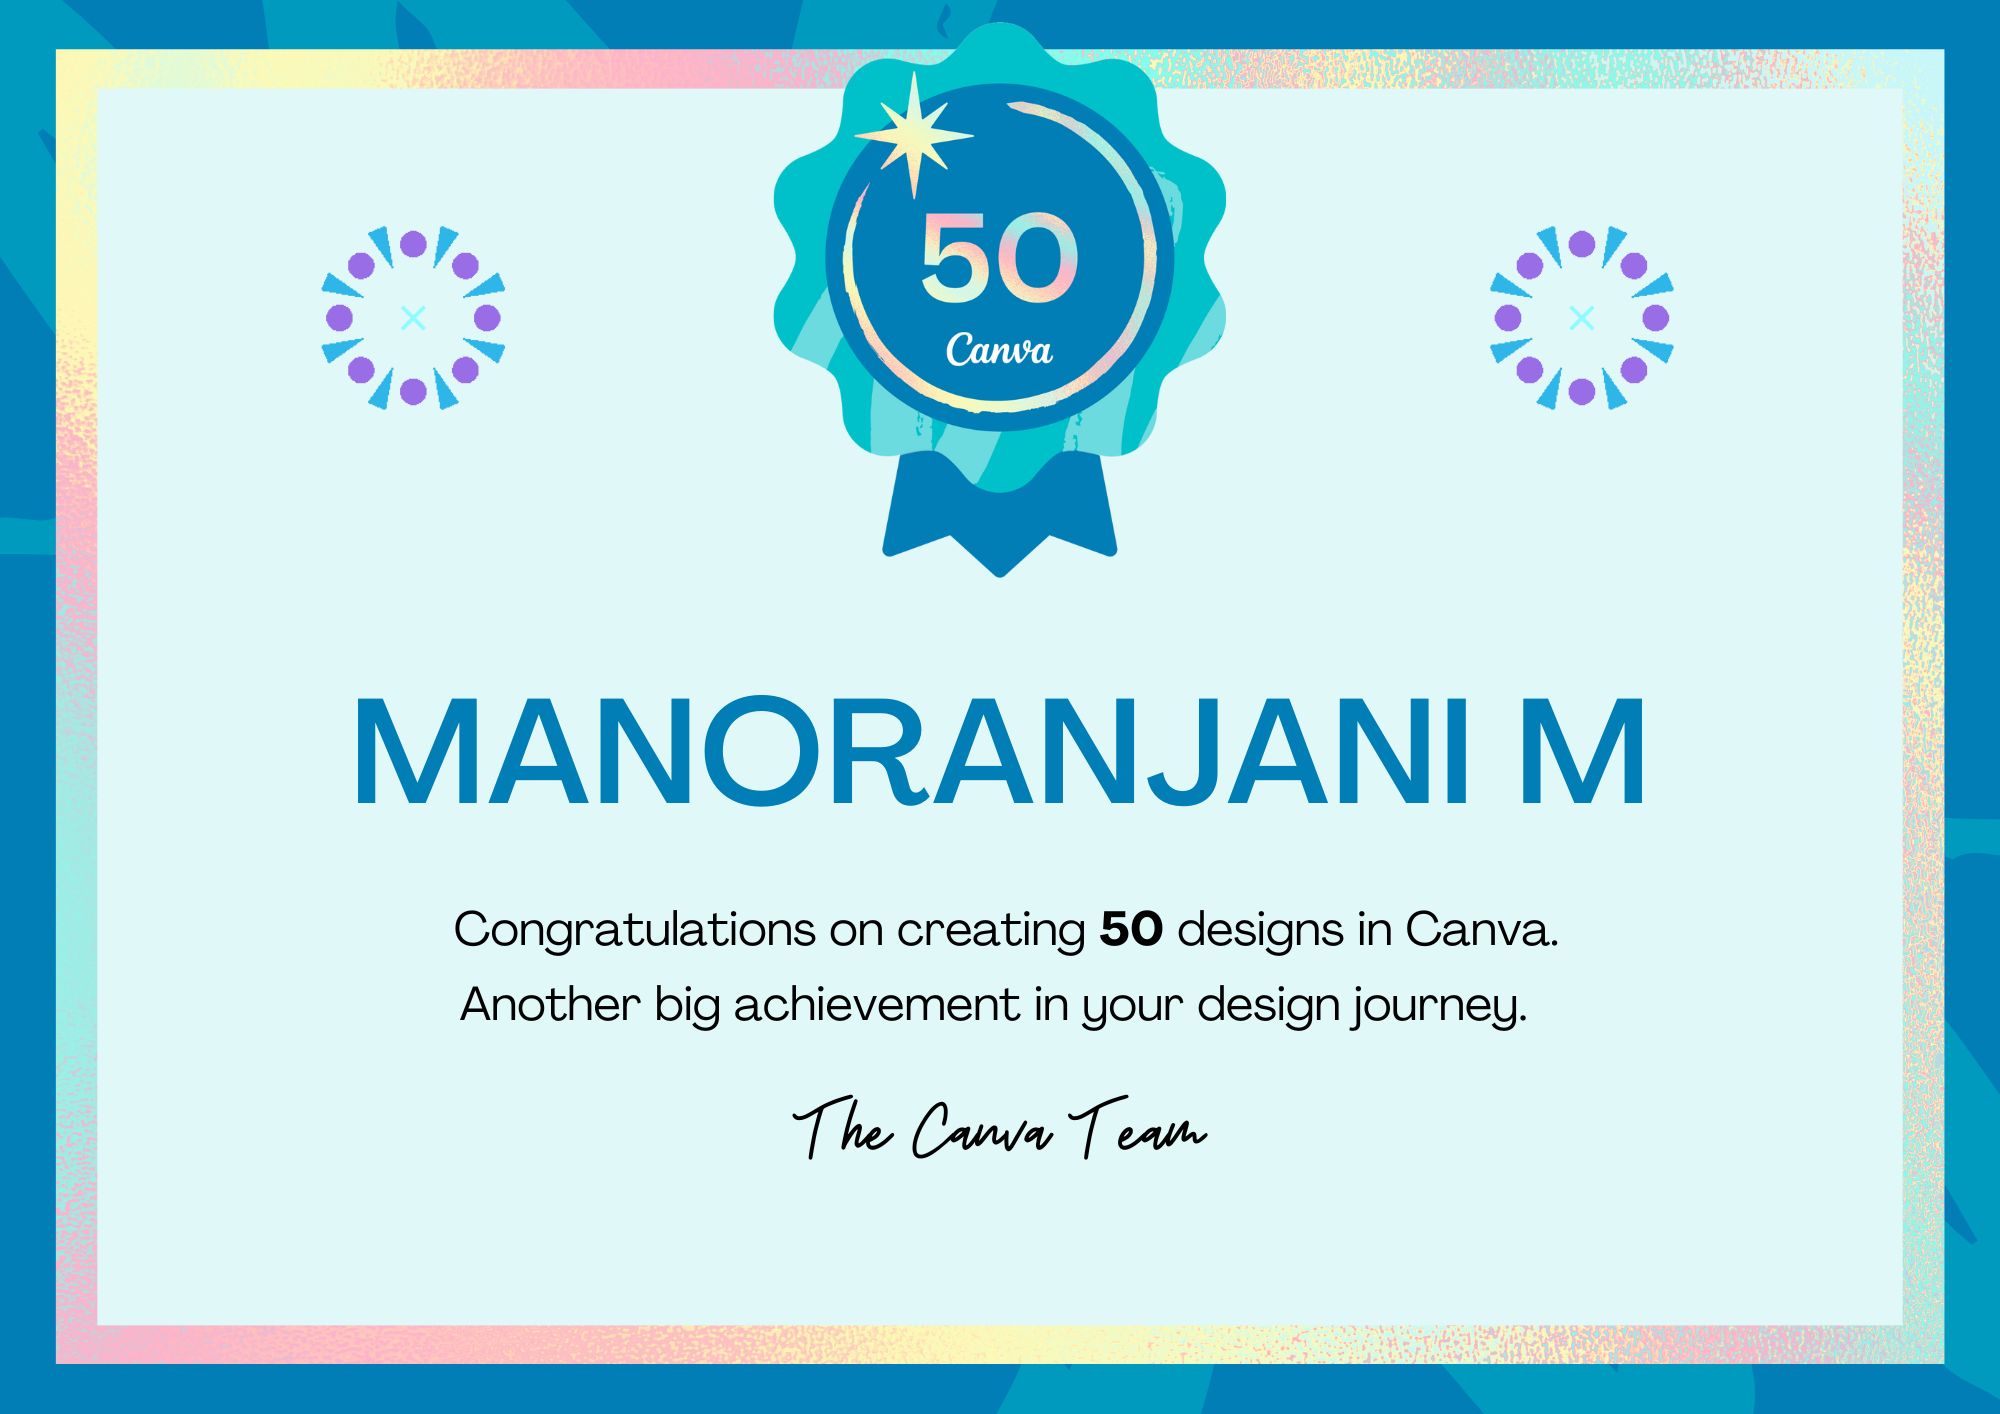 50
Canva
MANORANJANI M
Congratulations on creating 50 designs in Canva.
Another big achievement in your design journey.
The Canva Team